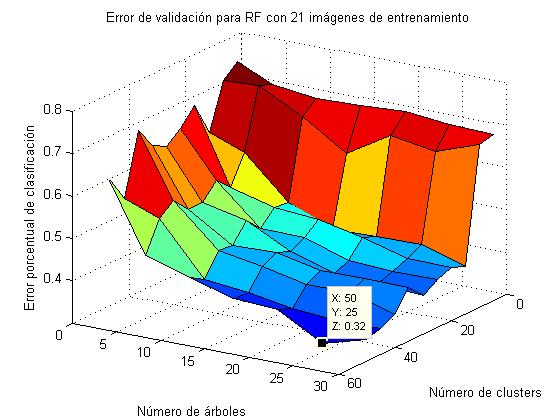 Error de validación para RF con 21 imágenes de entrenamiento
Error porcentual de clasificación
0.8
0.7
0.6
0.5
0.4
X: 50
Y: 25
Z: 0.32
0
5
10
15
20
25
30
0
20
40
60
Número de árboles
Número de clusters